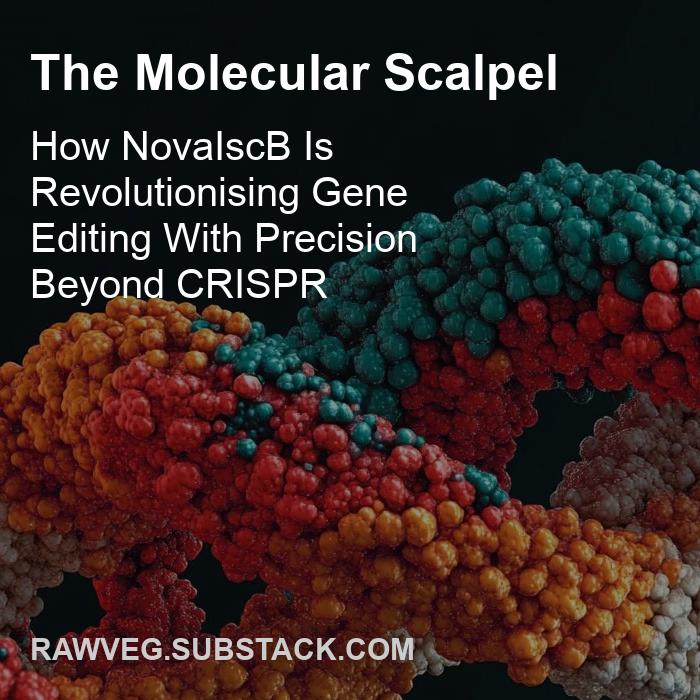 The Molecular Scalpel
How NovaIscB Is
Revolutionising Gene
Editing With Precision
Beyond CRISPR
RAWVEG.SUBSTACK.COM